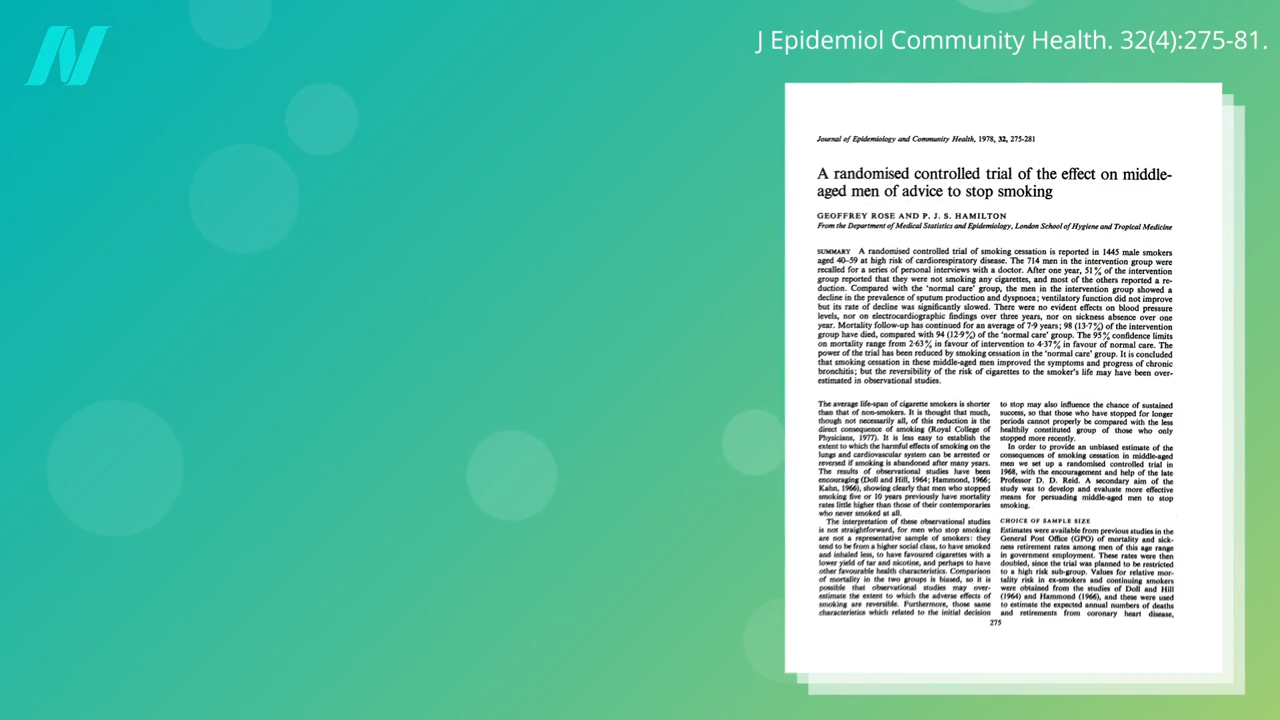 J Epidemiol Community Health. 32(4):275-81.
Journal of Epidemiology and Community Health, 1978, 32, 275-281
A randomised controlled trial of the effect on middle-
aged men of advice to stop smoking
GEOFFREY ROSE AND P. J. S. HAMILTON
From the Department of Medical Statistics and Epidemiology, London School of Hygiene and Tropical Medicine
SUMMARY A randomised controlled trial of smoking cessation is reported in 1445 male smokers
aged 40–59 at high risk of cardiorespiratory disease. The 714 men in the intervention group were
recalled for a series of personal interviews with a doctor. After one year, 51% of the intervention
group reported that they were not smoking any cigarettes, and most of the others reported a re-
duction. Compared with the 'normal care' group, the men in the intervention group showed a
decline in the prevalence of sputum production and dyspnoea; ventilatory function did not improve
but its rate of decline was significantly slowed. There were no evident effects on blood pressure
levels, nor on electrocardiographic findings over three years, nor on sickness absence over one
year. Mortality follow-up has continued for an average of 7·9 years; 98 (13·7%) of the intervention
group have died, compared with 94 (12·9%) of the 'normal care' group. The 95% confidence limits
on mortality range from 2·63% in favour of intervention to 4·37% in favour of normal care. The
power of the trial has been reduced by smoking cessation in the 'normal care' group. It is concluded
that smoking cessation in these middle-aged men improved the symptoms and progress of chronic
bronchitis; but the reversibility of the risk of cigarettes to the smoker's life may have been over-
estimated in observational studies.
The average life-span of cigarette smokers is shorter
than that of non-smokers. It is thought that much,
though not necessarily all, of this reduction is the
direct consequence of smoking (Royal College of
Physicians, 1977). It is less easy to establish the
extent to which the harmful effects of smoking on the
lungs and cardiovascular system can be arrested or
reversed if smoking is abandoned after many years.
The results of observational studies have been
encouraging (Doll and Hill, 1964; Hammond, 1966;
Kahn, 1966), showing clearly that men who stopped
smoking five or 10 years previously have mortality
rates little higher than those of their contemporaries
who never smoked at all.
The interpretation of these observational studies
is not straightforward, for men who stop smoking
are not a representative sample of smokers: they
tend to be from a higher social class, to have smoked
and inhaled less, to have favoured cigarettes with a
lower yield of tar and nicotine, and perhaps to have
other favourable health characteristics. Comparison
of mortality in the two groups is biased, so it is
possible that observational studies may over-
estimate the extent to which the adverse effects of
smoking are reversible. Furthermore, those same
characteristics which related to the initial decision
to stop may also influence the chance of sustained
success, so that those who have stopped for longer
periods cannot properly be compared with the less
healthily constituted group of those who only
stopped more recently.
In order to provide an unbiased estimate of the
consequences of smoking cessation in middle-aged
men we set up a randomised controlled trial in
1968, with the encouragement and help of the late
Professor D. D. Reid. A secondary aim of the
study was to develop and evaluate more effective
means for persuading middle-aged men to stop
smoking.
CHOICE OF SAMPLE SIZE
Estimates were available from previous studies in the
General Post Office (GPO) of mortality and sick-
ness retirement rates among men of this age range
in government employment. These rates were then
doubled, since the trial was planned to be restricted
to a high risk sub-group. Values for relative mor-
tality risk in ex-smokers and continuing smokers
were obtained from the studies of Doll and Hill
(1964) and Hammond (1966), and these were used
to estimate the expected annual numbers of deaths
and retirements from coronary heart disease,
275